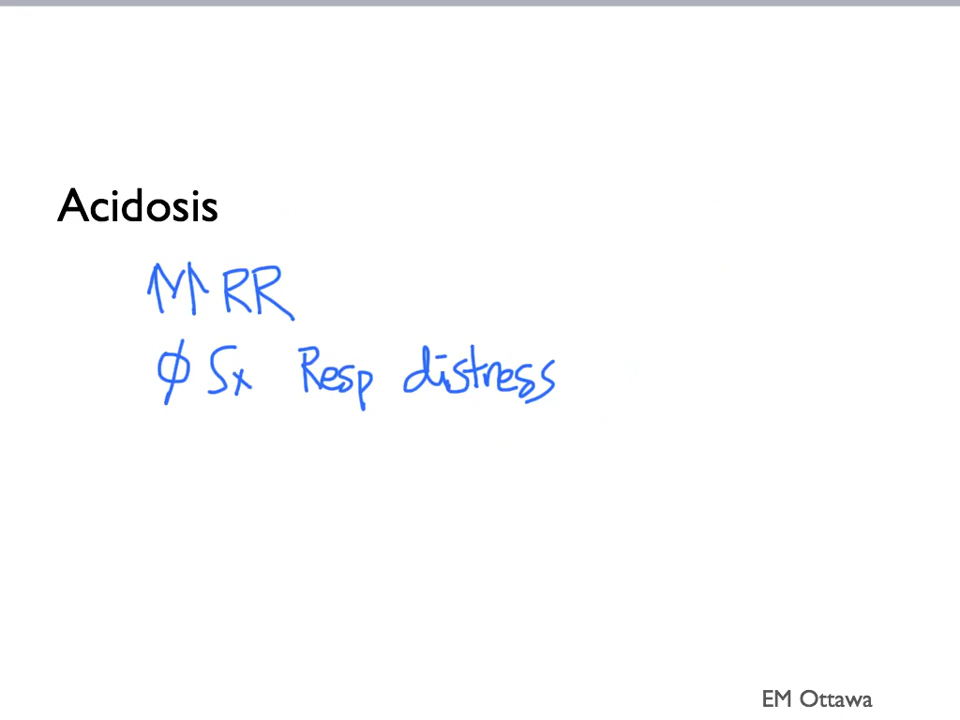 Acidosis
↑↑ RR
∅ Sx Resp distress
EM Ottawa